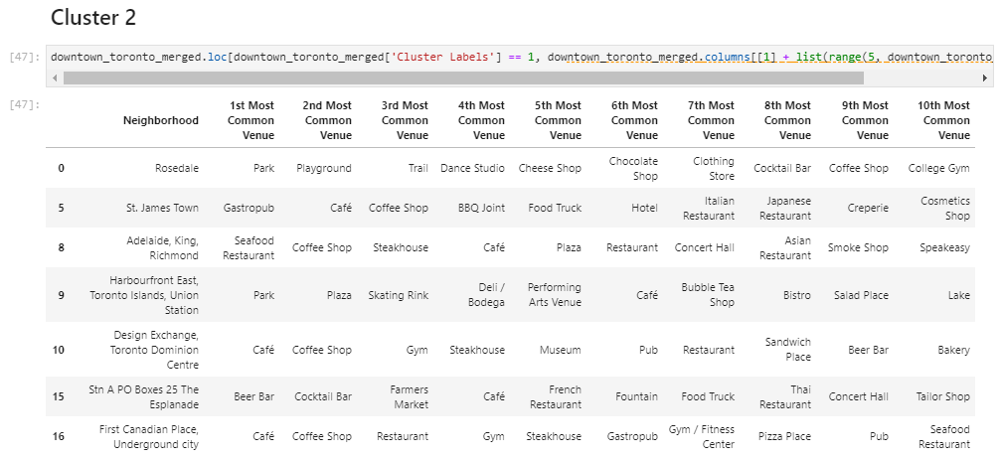 Cluster 2
[47]: downtown_toronto_merged.loc[downtown_toronto_merged['Cluster Labels'] == 1, downtown_toronto_merged.columns[[1] + list(range(5, downtown_toronto
[47]:
Neighborhood 1st Most Common Venue 2nd Most Common Venue 3rd Most Common Venue 4th Most Common Venue 5th Most Common Venue 6th Most Common Venue 7th Most Common Venue 8th Most Common Venue 9th Most Common Venue 10th Most Common Venue
0 Rosedale Park Playground Trail Dance Studio Cheese Shop Chocolate Shop Clothing Store Cocktail Bar Coffee Shop College Gym
5 St. James Town Gastropub Café Coffee Shop BBQ Joint Food Truck Hotel Italian Restaurant Japanese Restaurant Creperie Cosmetics Shop
8 Adelaide, King, Richmond Seafood Restaurant Coffee Shop Steakhouse Café Plaza Restaurant Concert Hall Asian Restaurant Smoke Shop Speakeasy
9 Harbourfront East, Toronto Islands, Union Station Park Plaza Skating Rink Deli / Bodega Performing Arts Venue Café Bubble Tea Shop Bistro Salad Place Lake
10 Design Exchange, Toronto Dominion Centre Café Coffee Shop Gym Steakhouse Museum Pub Restaurant Sandwich Place Beer Bar Bakery
15 Stn A PO Boxes 25 The Esplanade Beer Bar Cocktail Bar Farmers Market Café French Restaurant Fountain Food Truck Thai Restaurant Concert Hall Tailor Shop
16 First Canadian Place, Underground city Café Coffee Shop Restaurant Gym Steakhouse Gastropub Gym / Fitness Center Pizza Place Pub Seafood Restaurant